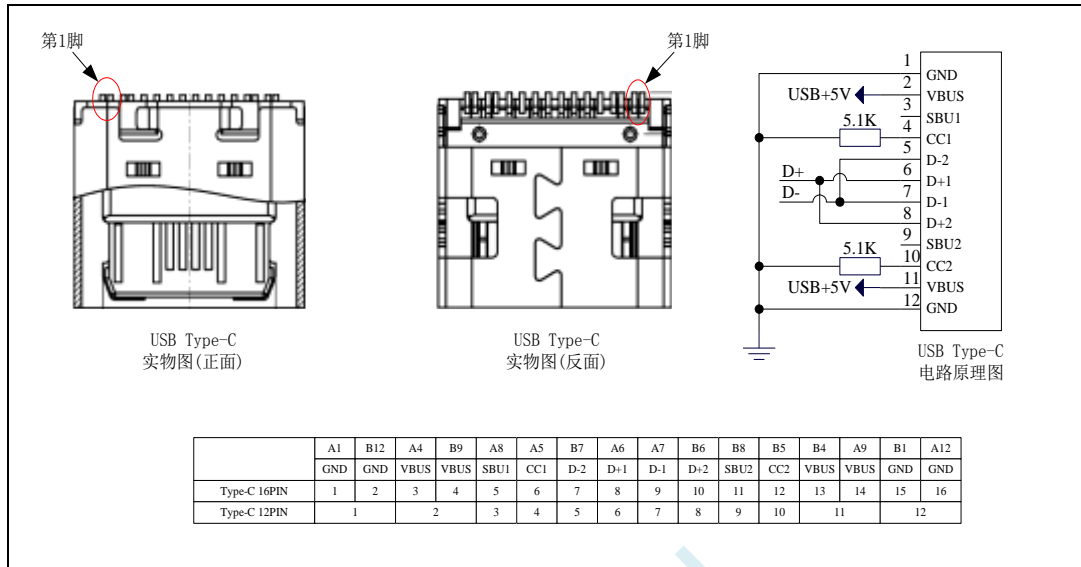 第1脚
第1脚
USB Type-C
实物图(正面)
USB Type-C
实物图(反面)
1 GND
USB+5V 2 VBUS
3 SBU1
5.1K 4 CC1
5 D-2
D+ 6 D+1
D- 7 D-1
8 D+2
9 SBU2
5.1K 10 CC2
USB+5V 11 VBUS
12 GND
USB Type-C
电路原理图
A1 B12 A4 B9 A8 A5 B7 A6 A7 B6 B8 B5 B4 A9 B1 A12
GND GND VBUS VBUS SBU1 CC1 D-2 D+1 D-1 D+2 SBU2 CC2 VBUS VBUS GND GND
Type-C 16PIN 1 2 3 4 5 6 7 8 9 10 11 12 13 14 15 16
Type-C 12PIN 1 2 3 4 5 6 7 8 9 10 11 12